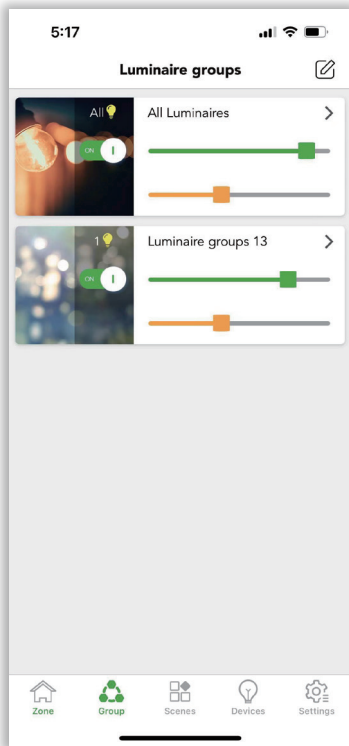 5:17
Luminaire groups
All
All Luminaires
ON
1
Luminaire groups 13
ON
Zone
Group
Scenes
Devices
Settings